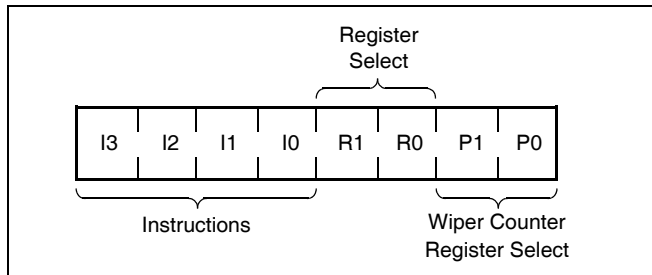 Register
Select
I3 I2 I1 I0 R1 R0 P1 P0
Instructions
Wiper Counter
Register Select